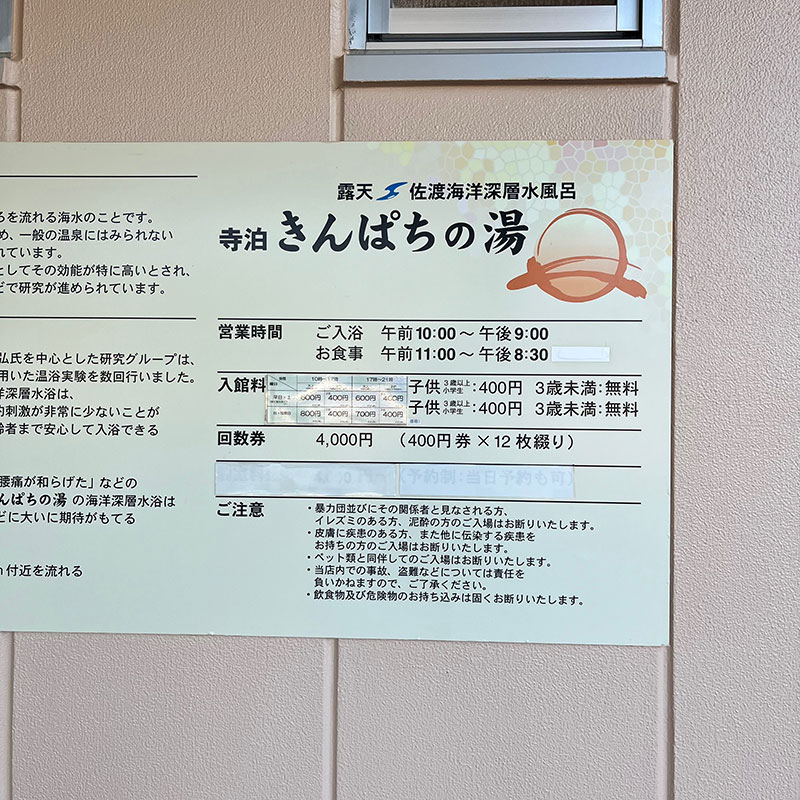 ろを流れる海水のことです。
め、一般の温泉にはみられない
れています。
としてその効能が特に高いとされ、
どで研究が進められています。
弘氏を中心とした研究グループは、
用いた温浴実験を数回行いました。
洋深層水浴は、
的刺激が非常に少ないことが
齢者まで安心して入浴できる
腰痛が和らげた」などの
んぱちの湯 の海洋深層水浴は
どに大いに期待がもてる
付近を流れる
露天 佐渡海洋深層水風呂
寺泊 きんぱちの湯
営業時間 ご入浴 午前10:00～午後9:00
お食事 午前11:00～午後8:30
入館料
10時～17時 17時～21時
600円 400円
800円 400円 700円 400円
子供 3歳以上 小学生 :400円 3歳未満:無料
子供 3歳以上 小学生 :400円 3歳未満:無料
回数券 4,000円 （400円券×12枚綴り）
（予約制:当日予約も可）
ご注意
・暴力団並びにその関係者と見なされる方、
イレズミのある方、泥酔の方のご入場はお断りいたします。
・皮膚に疾患のある方、また他に伝染する疾患を
お持ちの方のご入場はお断りいたします。
・ペット類と同伴してのご入場はお断りいたします。
・当店内での事故、盗難などについては責任を
負いかねますので、ご了承ください。
・飲食物及び危険物のお持ち込みは固くお断りいたします。